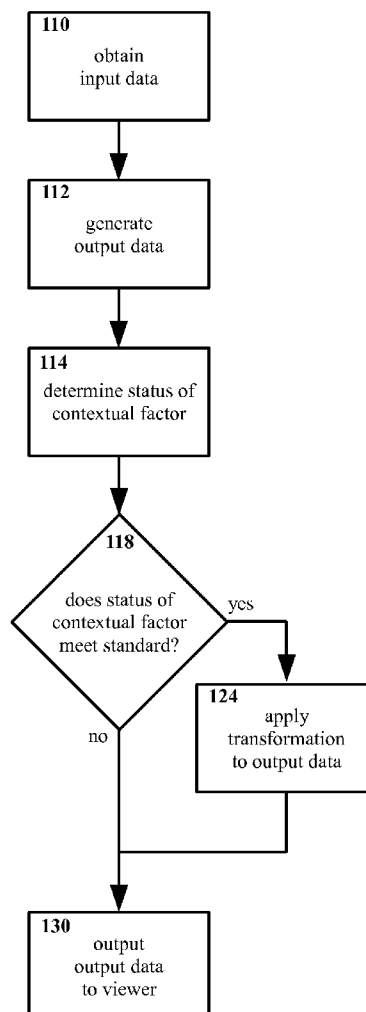 110
obtain
input data
112
generate
output data
114
determine status of
contextual factor
118
does status of
contextual factor
meet standard?
yes
124
apply
transformation
to output data
no
130
output
output data
to viewer